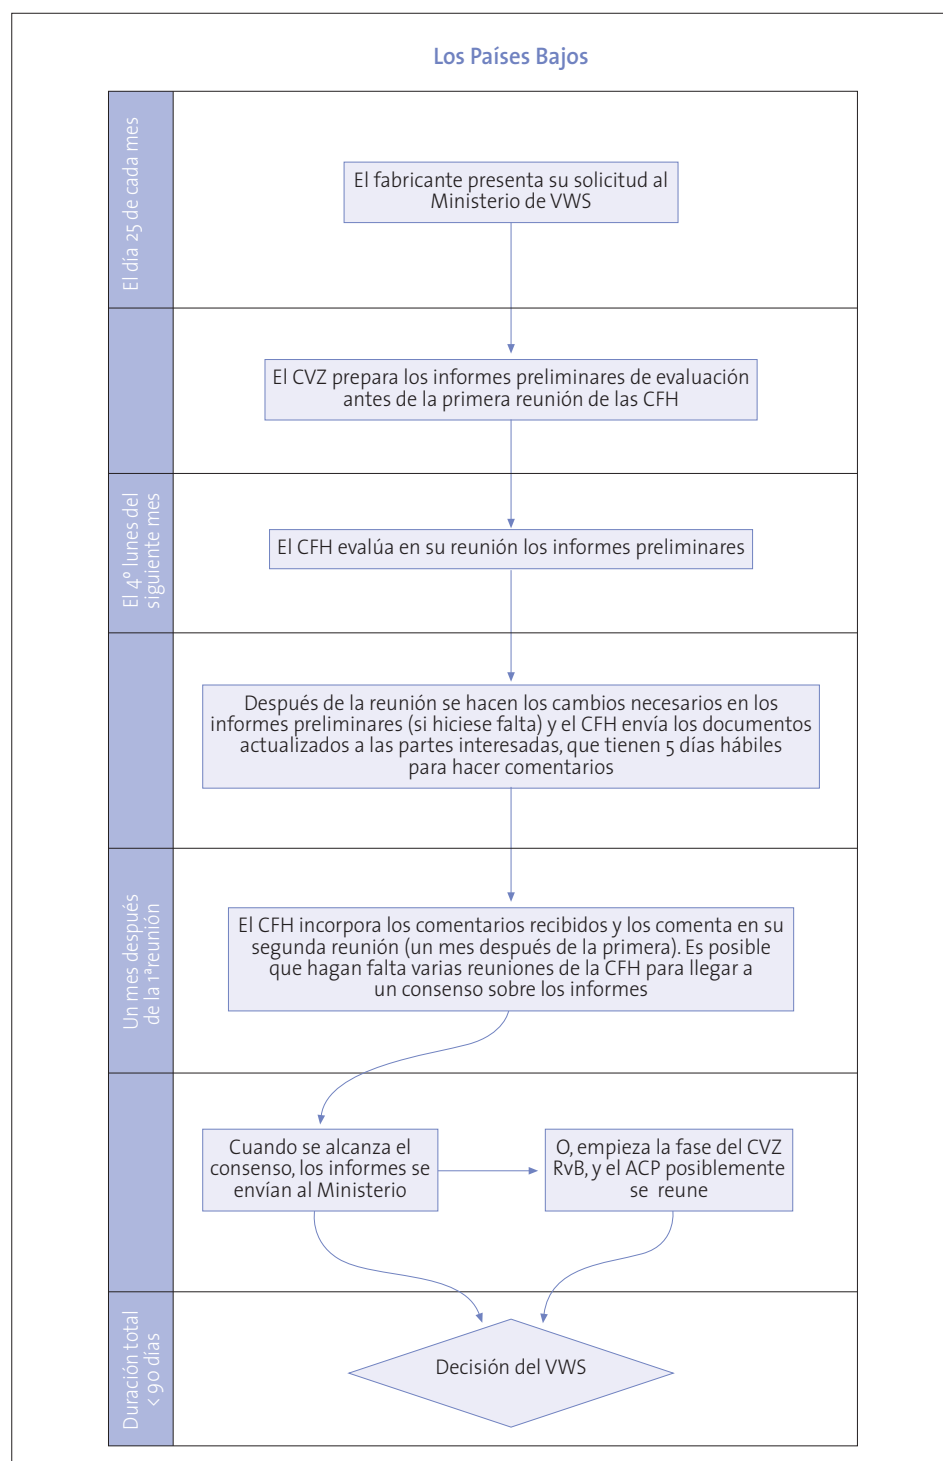 Los Países Bajos
El día 25 de cada mes
El fabricante presenta su solicitud al
Ministerio de VWS
El CVZ prepara los informes preliminares de evaluación
antes de la primera reunión de las CFH
El 4º lunes del
siguiente mes
El CFH evalúa en su reunión los informes preliminares
Después de la reunión se hacen los cambios necesarios en los
informes preliminares (si hiciese falta) y el CFH envía los documentos
actualizados a las partes interesadas, que tienen 5 días hábiles
para hacer comentarios
Un mes después
de la 1ª reunión
El CFH incorpora los comentarios recibidos y los comenta en su
segunda reunión (un mes después de la primera). Es posible
que hagan falta varias reuniones de la CFH para llegar a
un consenso sobre los informes
Cuando se alcanza el
consenso, los informes se
envían al Ministerio
O, empieza la fase del CVZ
RvB, y el ACP posiblemente
se reune
Duración total
< 90 días
Decisión del VWS